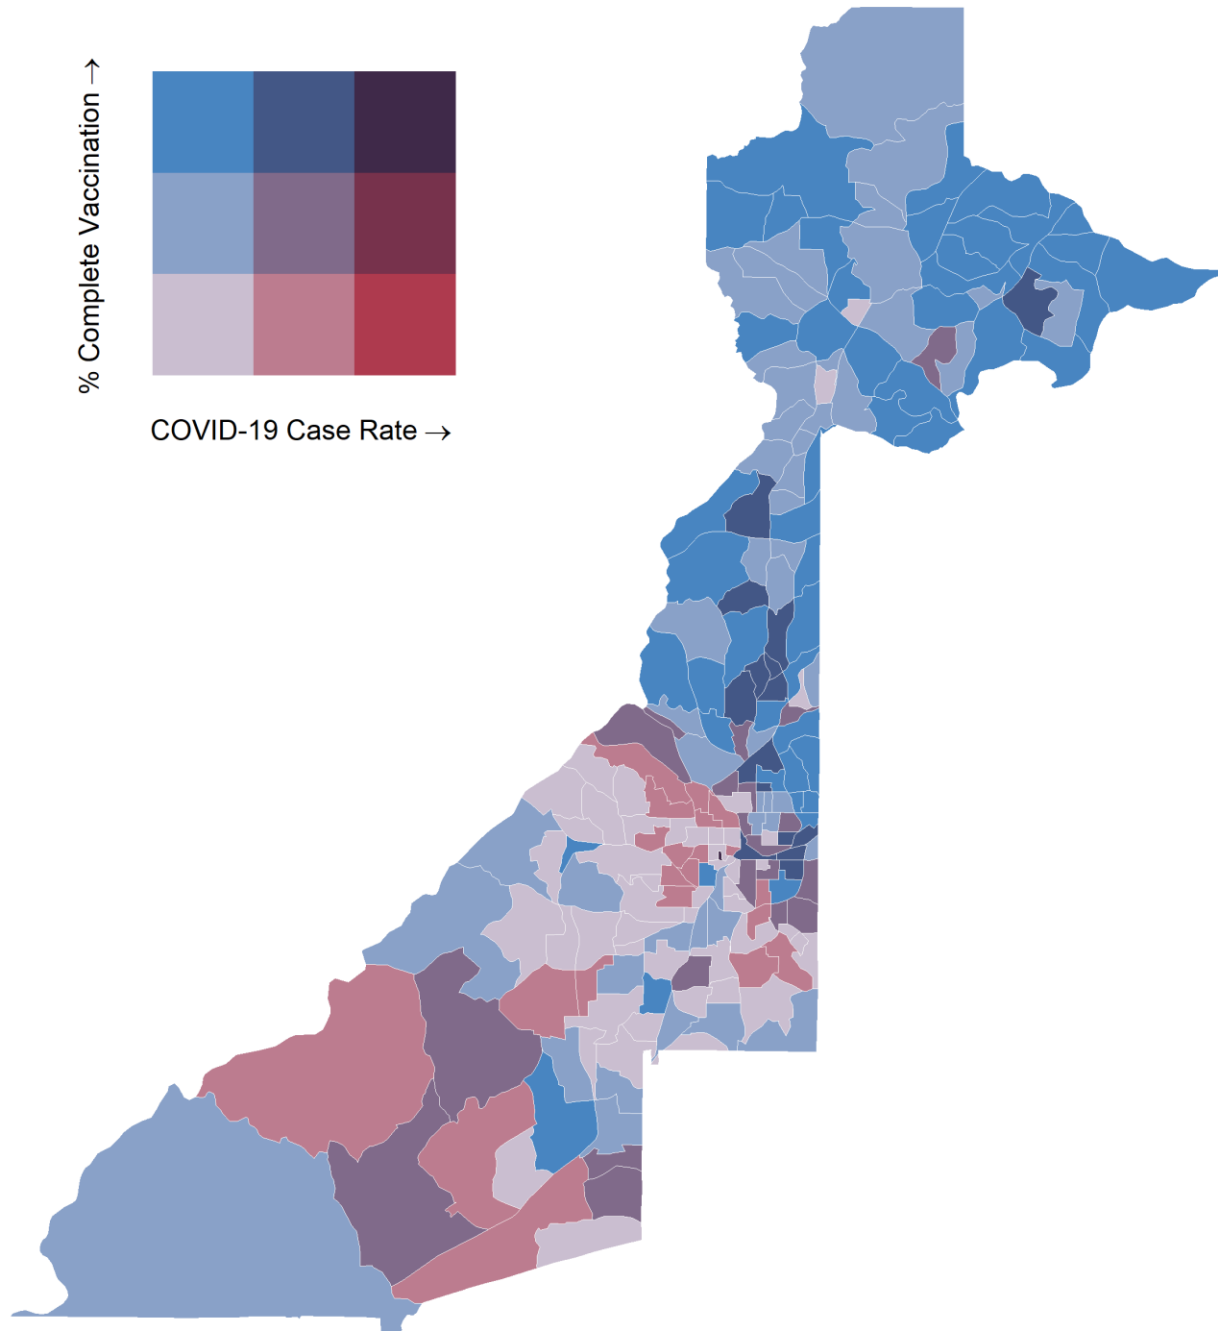 % Complete Vaccination →
COVID-19 Case Rate →